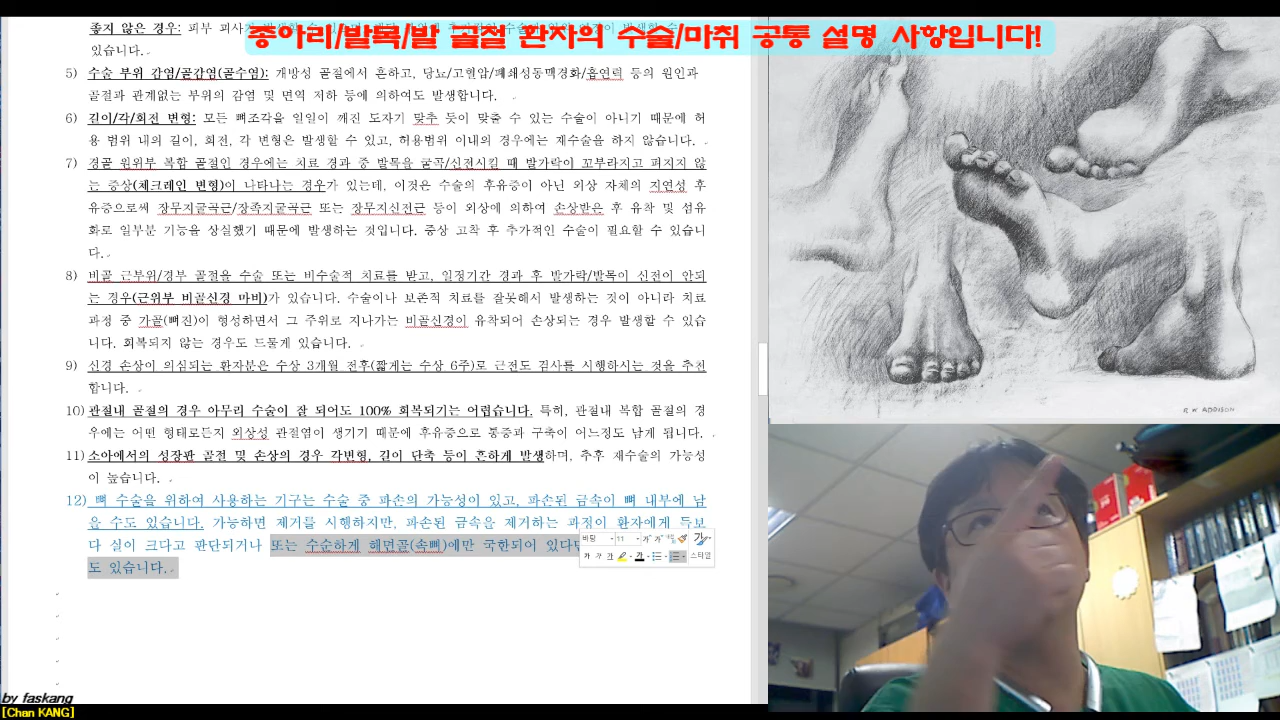 종아리/발목/발 골절 환자의 수술/마취 공통 설명 사항입니다!
좋지 않은 경우: 피부 괴사가
있습니다.
5) 수술 부위 감염/골감염(골수염): 개방성 골절에서 흔하고, 당뇨/고혈압/폐쇄성동맥경화/흡연력 등의 원인과
골절과 관계없는 부위의 감염 및 면역 저하 등에 의하여도 발생합니다.
6) 길이/각/회전 변형: 모든 뼈조각을 일일이 깨진 도자기 맞추 듯이 맞출 수 있는 수술이 아니기 때문에 허
용 범위 내의 길이, 회전, 각 변형은 발생할 수 있고, 허용범위 이내의 경우에는 재수술을 하지 않습니다.
7) 경골 원위부 복합 골절인 경우에는 치료 경과 중 발목을 굴곡/신전시킬 때 발가락이 꼬부라지고 펴지지 않
는 증상(체크레인 변형)이 나타나는 경우가 있는데, 이것은 수술의 후유증이 아닌 외상 자체의 지연성 후
유증으로써 장무지굴곡근/장족지굴곡근 또는 장무지신전근 등이 외상에 의하여 손상받은 후 유착 및 섬유
화로 일부분 기능을 상실했기 때문에 발생하는 것입니다. 증상 고착 후 추가적인 수술이 필요할 수 있습니
다.
8) 비골 근부위/경부 골절을 수술 또는 비수술적 치료를 받고, 일정기간 경과 후 발가락/발목이 신전이 안되
는 경우(근위부 비골신경 마비)가 있습니다. 수술이나 보존적 치료를 잘못해서 발생하는 것이 아니라 치료
과정 중 가골(뼈진)이 형성하면서 그 주위로 지나가는 비골신경이 유착되어 손상되는 경우 발생할 수 있습
니다. 회복되지 않는 경우도 드물게 있습니다.
9) 신경 손상이 의심되는 환자분은 수상 3개월 전후(짧게는 수상 6주)로 근전도 검사를 시행하시는 것을 추천
합니다.
10) 관절내 골절의 경우 아무리 수술이 잘 되어도 100% 회복되기는 어렵습니다. 특히, 관절내 복합 골절의 경
우에는 어떤 형태로든지 외상성 관절염이 생기기 때문에 후유증으로 통증과 구축이 어느정도 남게 됩니다.
11) 소아에서의 성장판 골절 및 손상의 경우 각변형, 길이 단축 등이 흔하게 발생하며, 추후 재수술의 가능성
이 높습니다.
12) 뼈 수술을 위하여 사용하는 기구는 수술 중 파손의 가능성이 있고, 파손된 금속이 뼈 내부에 남
을 수도 있습니다. 가능하면 제거를 시행하지만, 파손된 금속을 제거하는 과정이 환자에게 득보
다 실이 크다고 판단되거나 또는 수순하게 해면골(속뼈)에만 국한되어 있다
도 있습니다.
바탕 11 가 가
가 가 가 스타일
R W ADDISON
by faskang
[Chan KANG]